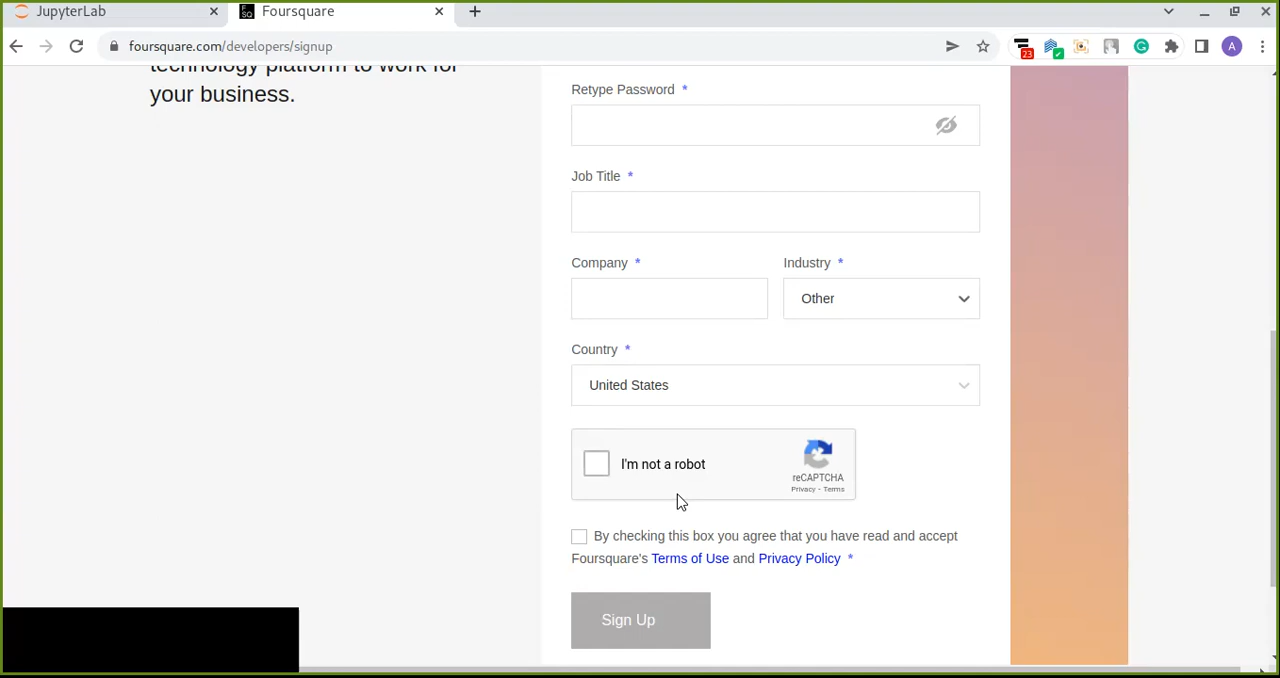 JupyterLab
Foursquare
foursquare.com/developers/signup
23
A
technology platform to work for
your business.
Retype Password *
Job Title *
Company *
Industry *
Other
Country *
United States
I'm not a robot
reCAPTCHA
Privacy - Terms
By checking this box you agree that you have read and accept
Foursquare's Terms of Use and Privacy Policy *
Sign Up